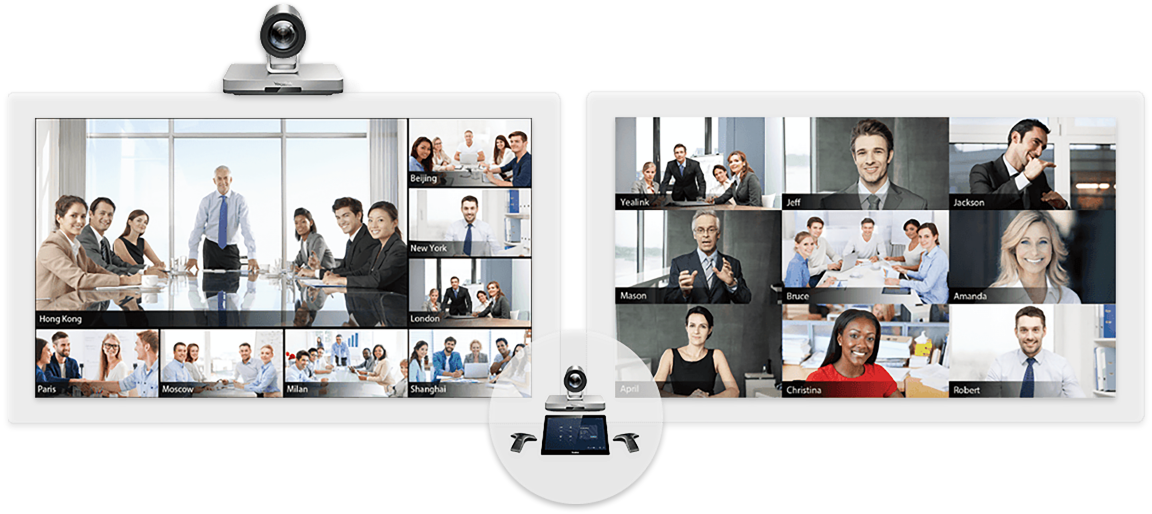 Hong Kong
Beijing
New York
London
Paris
Moscow
Milan
Shanghai
Yealink
Jeff
Jackson
Mason
Bruce
Amanda
April
Christina
Robert